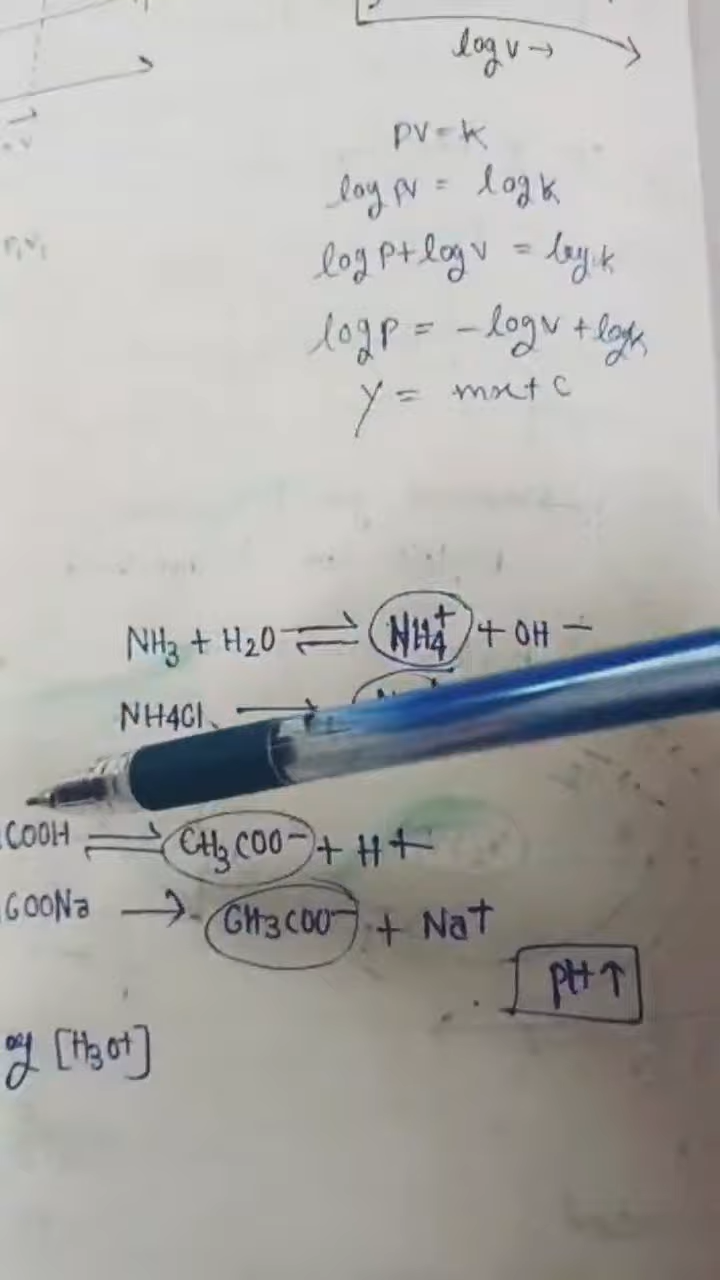 log v →
PV = K
log PV = log k
log P + log V = log k
log P = - log V + log k
y = mx + c
NH3 + H2O ⇌ NH4+ + OH-
NH4Cl →
COOH ⇌ CH3COO- + H+
COONa → CH3COO- + Na+
pH ↑
[H3O+]